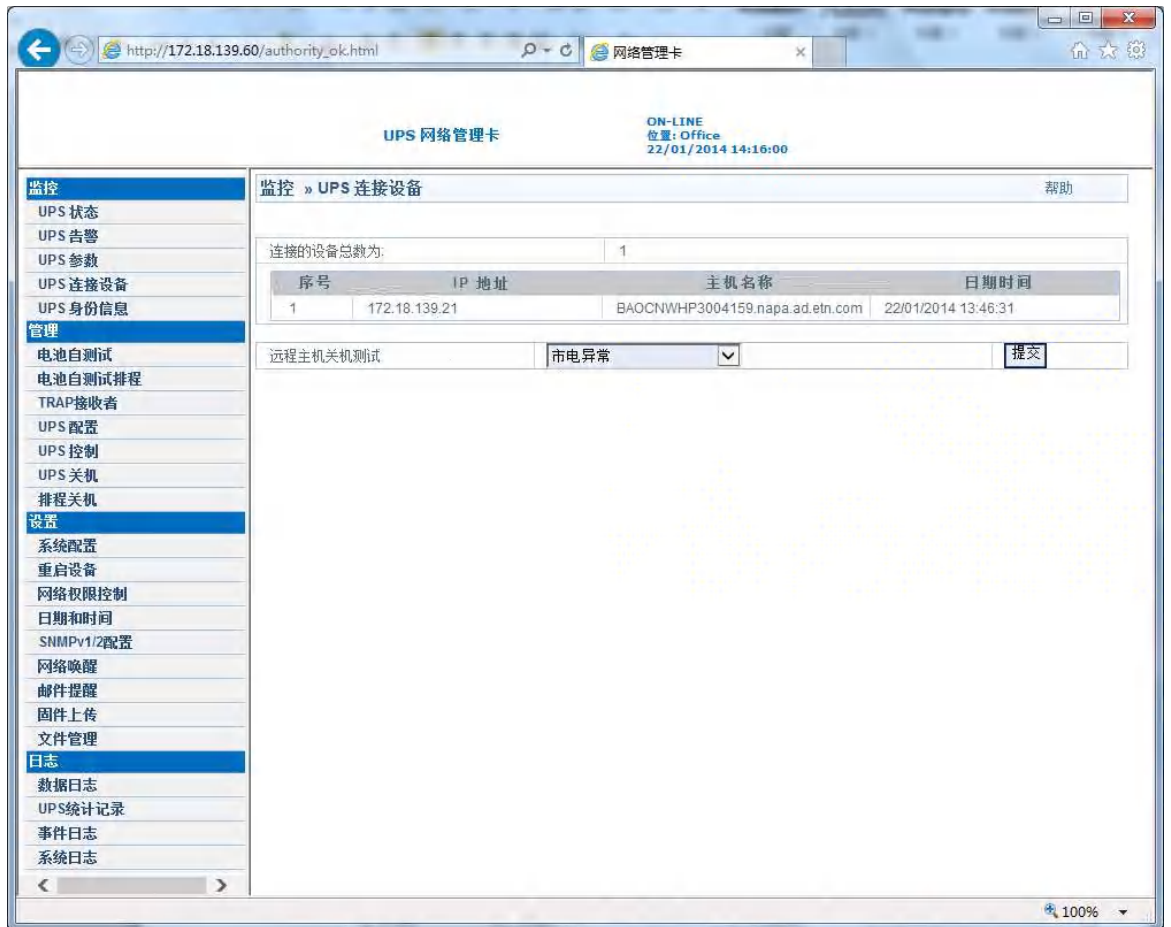 http://172.18.139.60/authority_ok.html
网络管理卡
UPS 网络管理卡
ON-LINE
位置: Office
22/01/2014 14:16:00
监控
UPS 状态
UPS 告警
UPS 参数
UPS 连接设备
UPS 身份信息
管理
电池自测试
电池自测试排程
TRAP接收者
UPS 配置
UPS 控制
UPS 关机
排程关机
设置
系统配置
重启设备
网络权限控制
日期和时间
SNMPv1/2配置
网络唤醒
邮件提醒
固件上传
文件管理
日志
数据日志
UPS统计记录
事件日志
系统日志
监控 » UPS 连接设备 帮助
连接的设备总数为: 1
序号 IP 地址 主机名称 日期时间
1 172.18.139.21 BAOCNWHP3004159.napa.ad.etn.com 22/01/2014 13:46:31
远程主机关机测试 市电异常 提交
100%